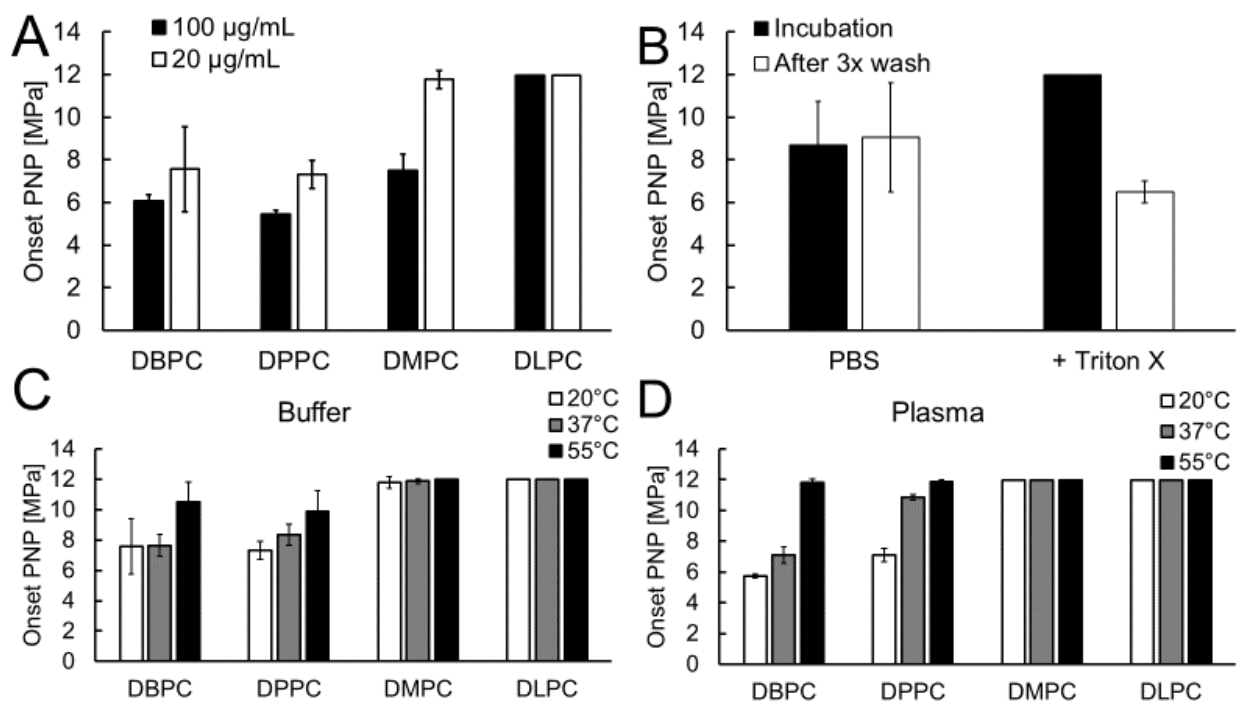 A
100 µg/mL
20 µg/mL
Onset PNP [MPa]
14
12
10
8
6
4
2
0
DBPC DPPC DMPC DLPC
B
Incubation
After 3x wash
Onset PNP [MPa]
14
12
10
8
6
4
2
0
PBS + Triton X
C
Buffer
20°C
37°C
55°C
Onset PNP [MPa]
14
12
10
8
6
4
2
0
DBPC DPPC DMPC DLPC
D
Plasma
20°C
37°C
55°C
Onset PNP [MPa]
14
12
10
8
6
4
2
0
DBPC DPPC DMPC DLPC